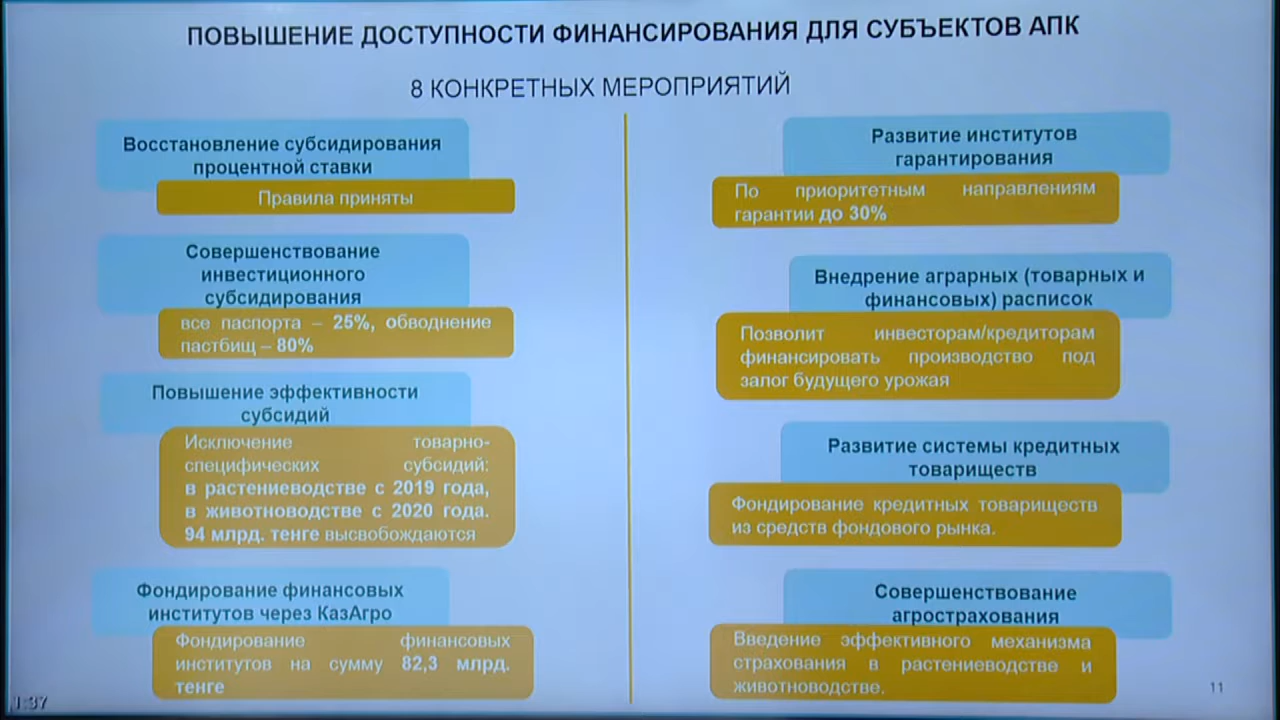 ПОВЫШЕНИЕ ДОСТУПНОСТИ ФИНАНСИРОВАНИЯ ДЛЯ СУБЪЕКТОВ АПК
8 КОНКРЕТНЫХ МЕРОПРИЯТИЙ
Восстановление субсидирования
процентной ставки
Правила приняты
Совершенствование
инвестиционного
субсидирования
все паспорта – 25%, обводнение
пастбищ – 80%
Повышение эффективности
субсидий
Исключение товарно-
специфических субсидий:
в растениеводстве с 2019 года,
в животноводстве с 2020 года.
94 млрд. тенге высвобождаются
Фондирование финансовых
институтов через КазАгро
Фондирование финансовых
институтов на сумму 82,3 млрд.
тенге
Развитие институтов
гарантирования
По приоритетным направлениям
гарантии до 30%
Внедрение аграрных (товарных и
финансовых) расписок
Позволит инвесторам/кредиторам
финансировать производство под
залог будущего урожая
Развитие системы кредитных
товариществ
Фондирование кредитных товариществ
из средств фондового рынка.
Совершенствование
агрострахования
Введение эффективного механизма
страхования в растениеводстве и
животноводстве.
11